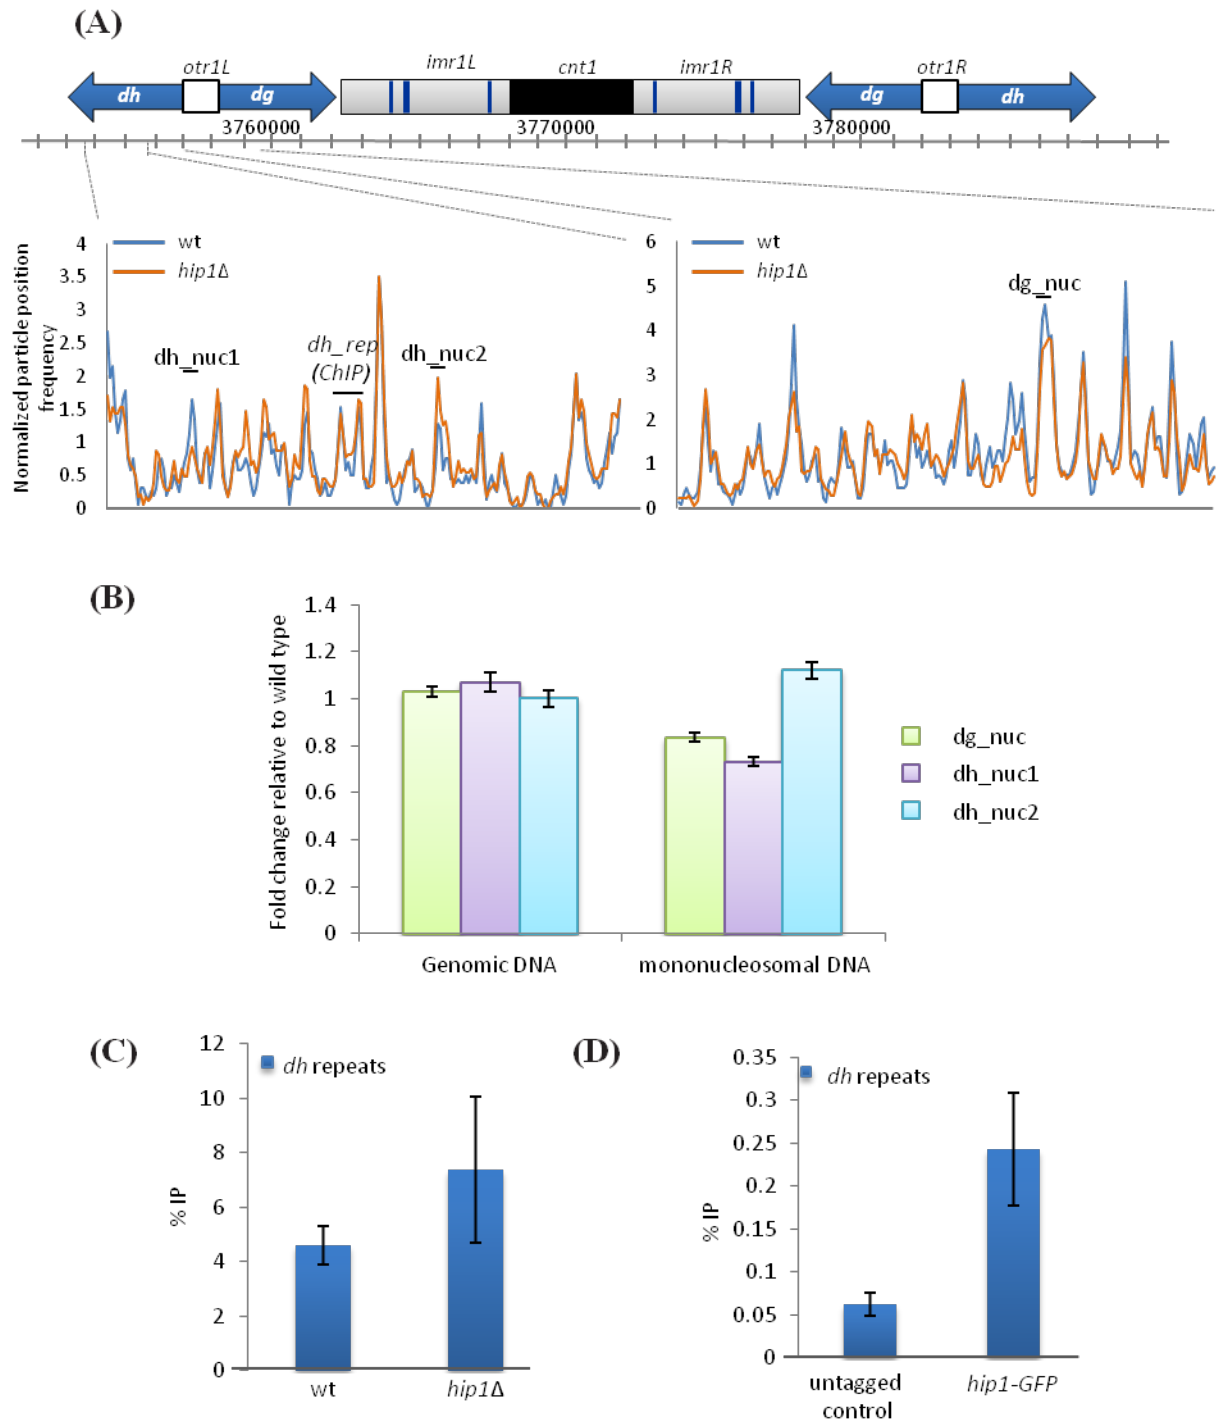 (A)
otr1L imr1L cnt1 imr1R otr1R
dh dg dg dh
3760000 3770000 3780000
Normalized particle position frequency
4
3.5
3
2.5
2
1.5
1
0.5
0
wt
hip1Δ
dh_nuc1
dh_rep
(ChIP)
dh_nuc2
6
5
4
3
2
1
0
wt
hip1Δ
dg_nuc
(B)
Fold change relative to wild type
1.4
1.2
1
0.8
0.6
0.4
0.2
0
Genomic DNA mononucleosomal DNA
dg_nuc
dh_nuc1
dh_nuc2
(C)
% IP
12
10
8
6
4
2
0
dh repeats
wt hip1Δ
(D)
% IP
0.35
0.3
0.25
0.2
0.15
0.1
0.05
0
dh repeats
untagged
control
hip1-GFP